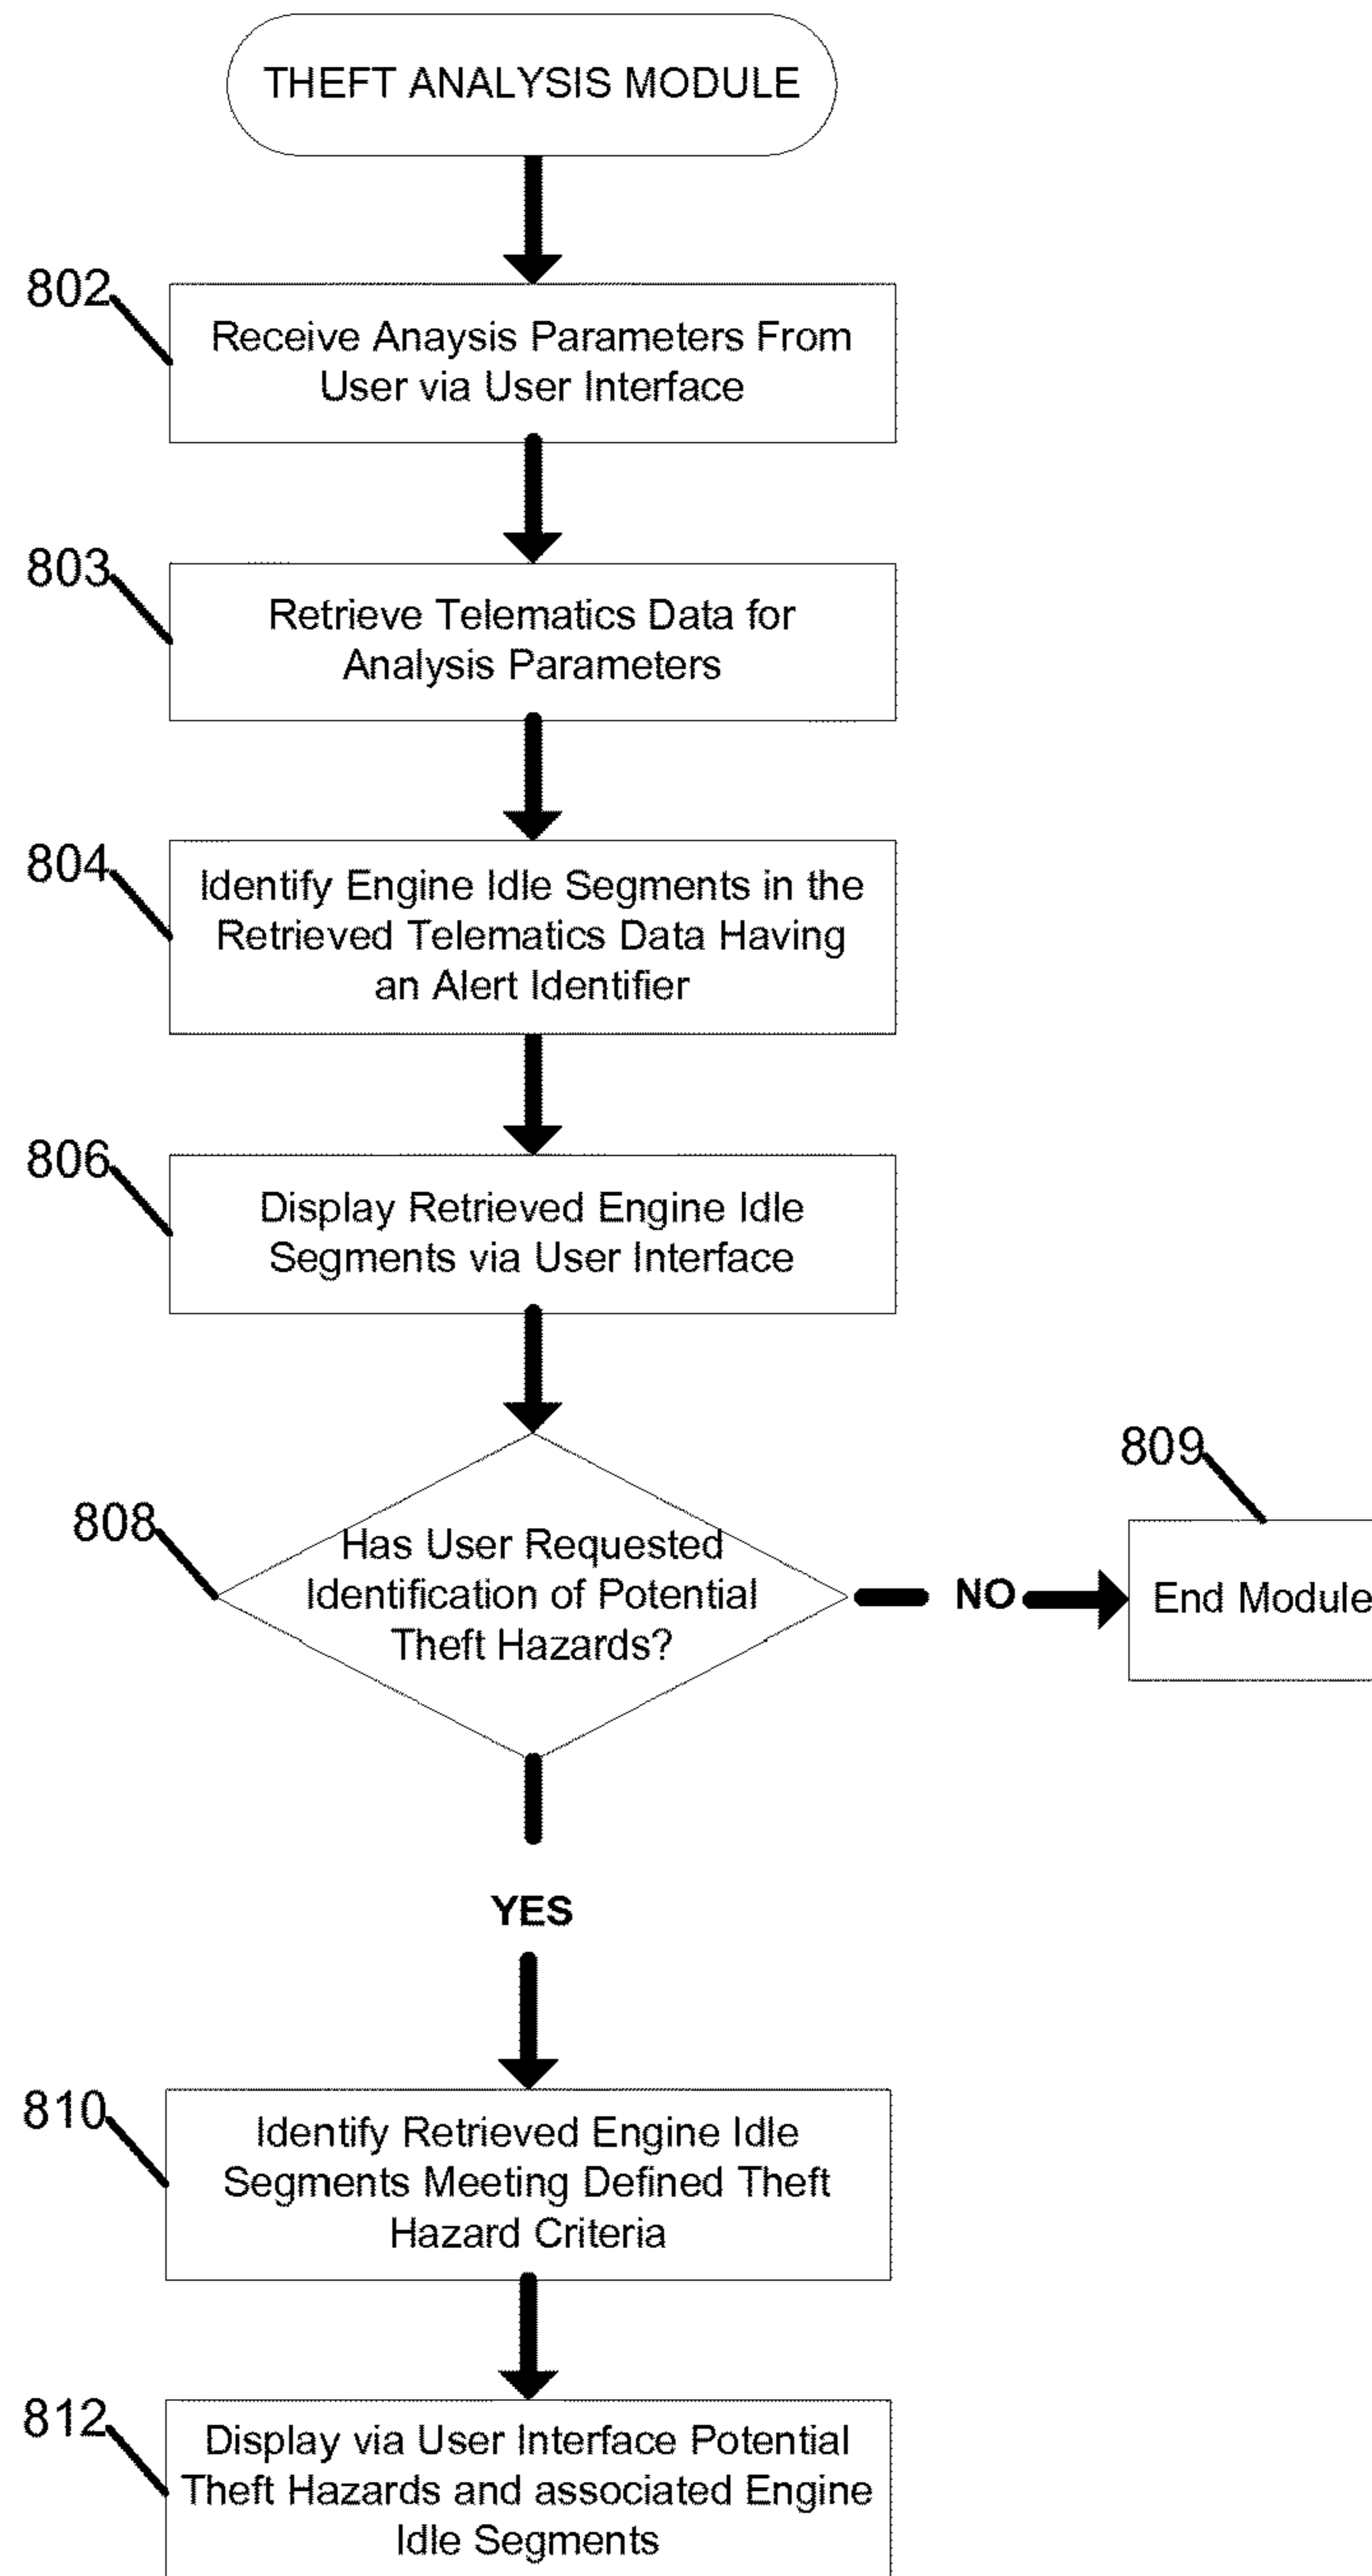 THEFT ANALYSIS MODULE
802
Receive Anaysis Parameters From
User via User Interface
803
Retrieve Telematics Data for
Analysis Parameters
804
Identify Engine Idle Segments in the
Retrieved Telematics Data Having
an Alert Identifier
806
Display Retrieved Engine Idle
Segments via User Interface
808
Has User Requested
Identification of Potential
Theft Hazards?
NO
809
End Module
YES
810
Identify Retrieved Engine Idle
Segments Meeting Defined Theft
Hazard Criteria
812
Display via User Interface Potential
Theft Hazards and associated Engine
Idle Segments